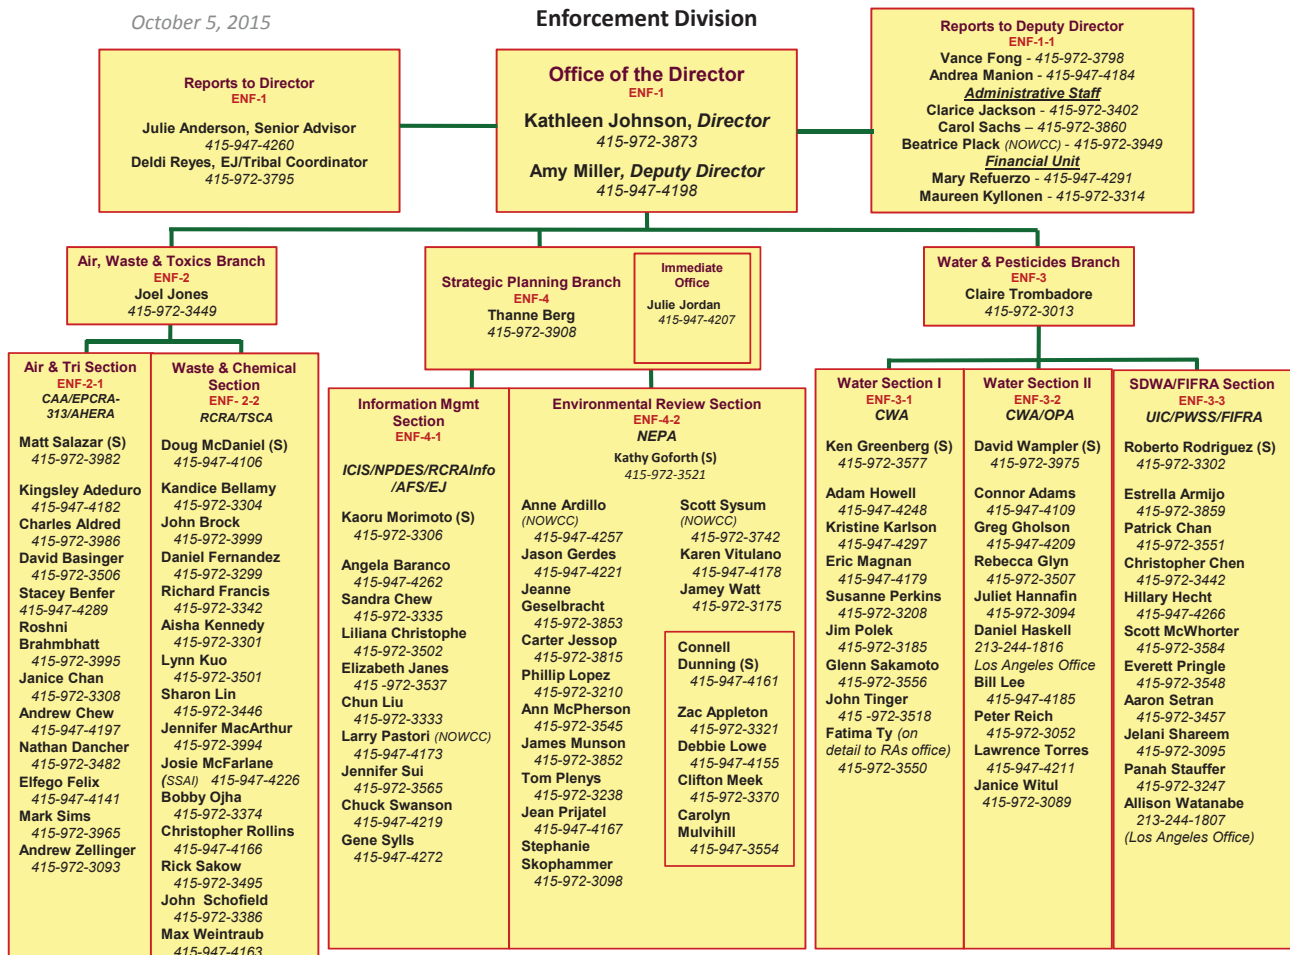 October 5, 2015
Enforcement Division
Reports to Director
ENF-1
Julie Anderson, Senior Advisor
415-947-4260
Deldi Reyes, EJ/Tribal Coordinator
415-972-3795
Office of the Director
ENF-1
Kathleen Johnson, Director
415-972-3873
Amy Miller, Deputy Director
415-947-4198
Reports to Deputy Director
ENF-1-1
Vance Fong - 415-972-3798
Andrea Manion - 415-947-4184
Administrative Staff
Clarice Jackson - 415-972-3402
Carol Sachs – 415-972-3860
Beatrice Plack (NOWCC) - 415-972-3949
Financial Unit
Mary Refuerzo - 415-947-4291
Maureen Kyllonen - 415-972-3314
Air, Waste & Toxics Branch
ENF-2
Joel Jones
415-972-3449
Strategic Planning Branch
ENF-4
Thanne Berg
415-972-3908
Immediate
Office
Julie Jordan
415-947-4207
Water & Pesticides Branch
ENF-3
Claire Trombadore
415-972-3013
Air & Tri Section
ENF-2-1
CAA/EPCRA-
313/AHERA
Matt Salazar (S)
415-972-3982
Kingsley Adeduro
415-947-4182
Charles Aldred
415-972-3986
David Basinger
415-972-3506
Stacey Benfer
415-947-4289
Roshni
Brahmbhatt
415-972-3995
Janice Chan
415-972-3308
Andrew Chew
415-947-4197
Nathan Dancher
415-972-3482
Elfego Felix
415-947-4141
Mark Sims
415-972-3965
Andrew Zellinger
415-972-3093
Waste & Chemical
Section
ENF- 2-2
RCRA/TSCA
Doug McDaniel (S)
415-947-4106
Kandice Bellamy
415-972-3304
John Brock
415-972-3999
Daniel Fernandez
415-972-3299
Richard Francis
415-972-3342
Aisha Kennedy
415-972-3301
Lynn Kuo
415-972-3501
Sharon Lin
415-972-3446
Jennifer MacArthur
415-972-3994
Josie McFarlane
(SSAI) 415-947-4226
Bobby Ojha
415-972-3374
Christopher Rollins
415-947-4166
Rick Sakow
415-972-3495
John Schofield
415-972-3386
Max Weintraub
415-947-4163
Information Mgmt
Section
ENF-4-1
ICIS/NPDES/RCRAInfo
/AFS/EJ
Kaoru Morimoto (S)
415-972-3306
Angela Baranco
415-947-4262
Sandra Chew
415-972-3335
Liliana Christophe
415-972-3502
Elizabeth Janes
415 -972-3537
Chun Liu
415-972-3333
Larry Pastori (NOWCC)
415-947-4173
Jennifer Sui
415-972-3565
Chuck Swanson
415-947-4219
Gene Sylls
415-947-4272
Environmental Review Section
ENF-4-2
NEPA
Kathy Goforth (S)
415-972-3521
Anne Ardillo
(NOWCC)
415-947-4257
Jason Gerdes
415-947-4221
Jeanne
Geselbracht
415-972-3853
Carter Jessop
415-972-3815
Phillip Lopez
415-972-3210
Ann McPherson
415-972-3545
James Munson
415-972-3852
Tom Plenys
415-972-3238
Jean Prijatel
415-947-4167
Stephanie
Skophammer
415-972-3098
Scott Sysum
(NOWCC)
415-972-3742
Karen Vitulano
415-947-4178
Jamey Watt
415-972-3175
Connell
Dunning (S)
415-947-4161
Zac Appleton
415-972-3321
Debbie Lowe
415-947-4155
Clifton Meek
415-972-3370
Carolyn
Mulvihill
415-947-3554
Water Section I
ENF-3-1
CWA
Ken Greenberg (S)
415-972-3577
Adam Howell
415-947-4248
Kristine Karlson
415-947-4297
Eric Magnan
415-947-4179
Susanne Perkins
415-972-3208
Jim Polek
415-972-3185
Glenn Sakamoto
415-972-3556
John Tinger
415 -972-3518
Fatima Ty (on
detail to RAs office)
415-972-3550
Water Section II
ENF-3-2
CWA/OPA
David Wampler (S)
415-972-3975
Connor Adams
415-947-4109
Greg Gholson
415-947-4209
Rebecca Glyn
415-972-3507
Juliet Hannafin
415-972-3094
Daniel Haskell
213-244-1816
Los Angeles Office
Bill Lee
415-947-4185
Peter Reich
415-972-3052
Lawrence Torres
415-947-4211
Janice Witul
415-972-3089
SDWA/FIFRA Section
ENF-3-3
UIC/PWSS/FIFRA
Roberto Rodriguez (S)
415-972-3302
Estrella Armijo
415-972-3859
Patrick Chan
415-972-3551
Christopher Chen
415-972-3442
Hillary Hecht
415-947-4266
Scott McWhorter
415-972-3584
Everett Pringle
415-972-3548
Aaron Setran
415-972-3457
Jelani Shareem
415-972-3095
Panah Stauffer
415-972-3247
Allison Watanabe
213-244-1807
(Los Angeles Office)